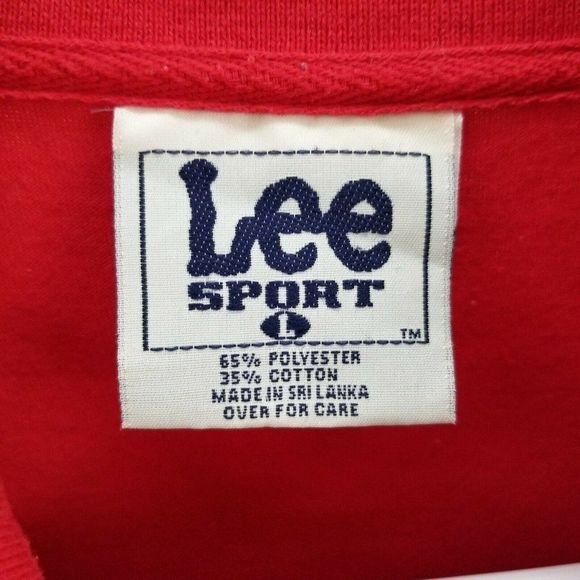 Lee
SPORT
L
TM
65% POLYESTER
35% COTTON
MADE IN SRI LANKA
OVER FOR CARE